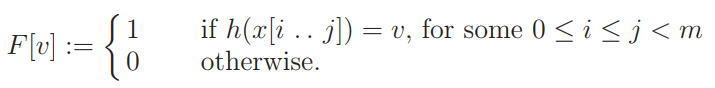 F[v] := { 1 if h(x[i . . j]) = v, for some 0 ≤ i ≤ j < m
0 otherwise.